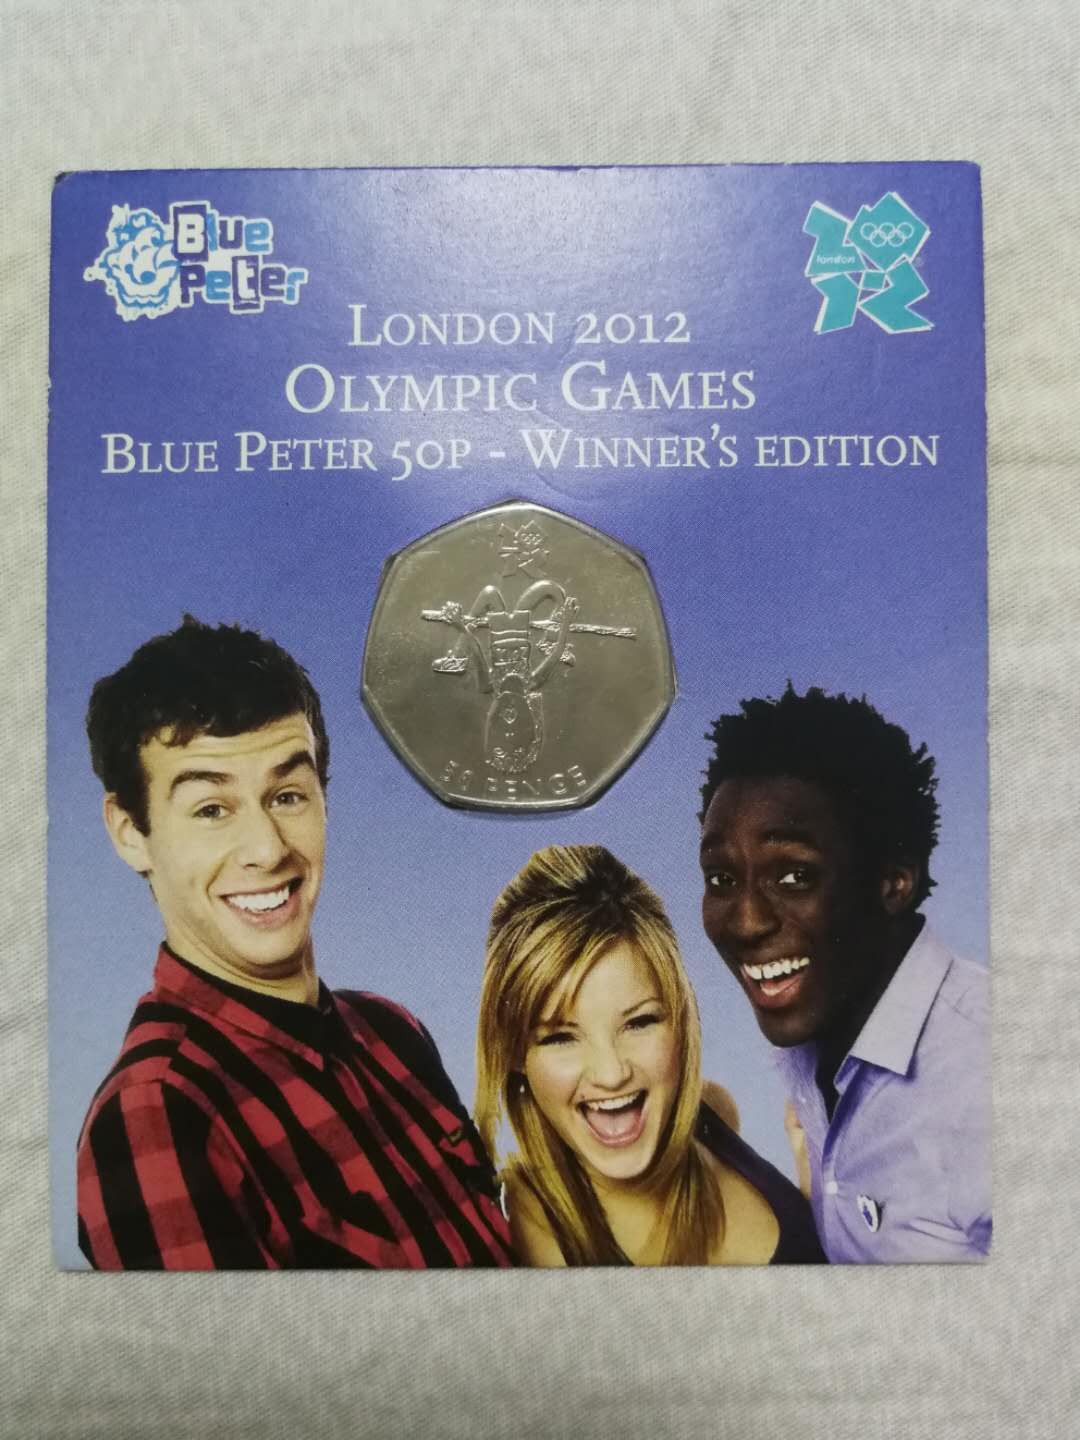 Blue
Peter
london
LONDON 2012
OLYMPIC GAMES
BLUE PETER 50P - WINNER'S EDITION
50 PENCE